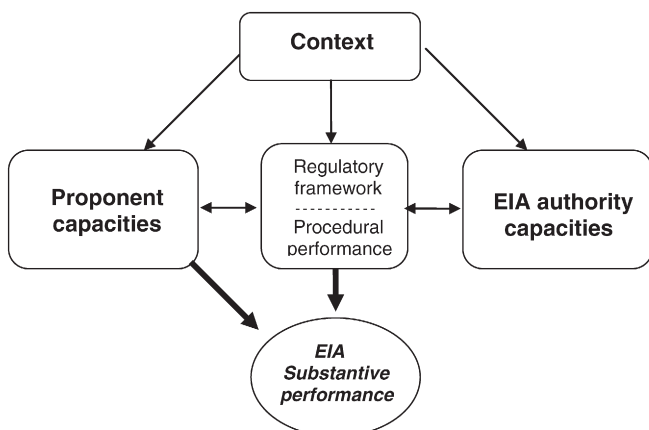 Context
Regulatory
framework
Procedural
performance
Proponent
capacities
EIA authority
capacities
EIA
Substantive
performance